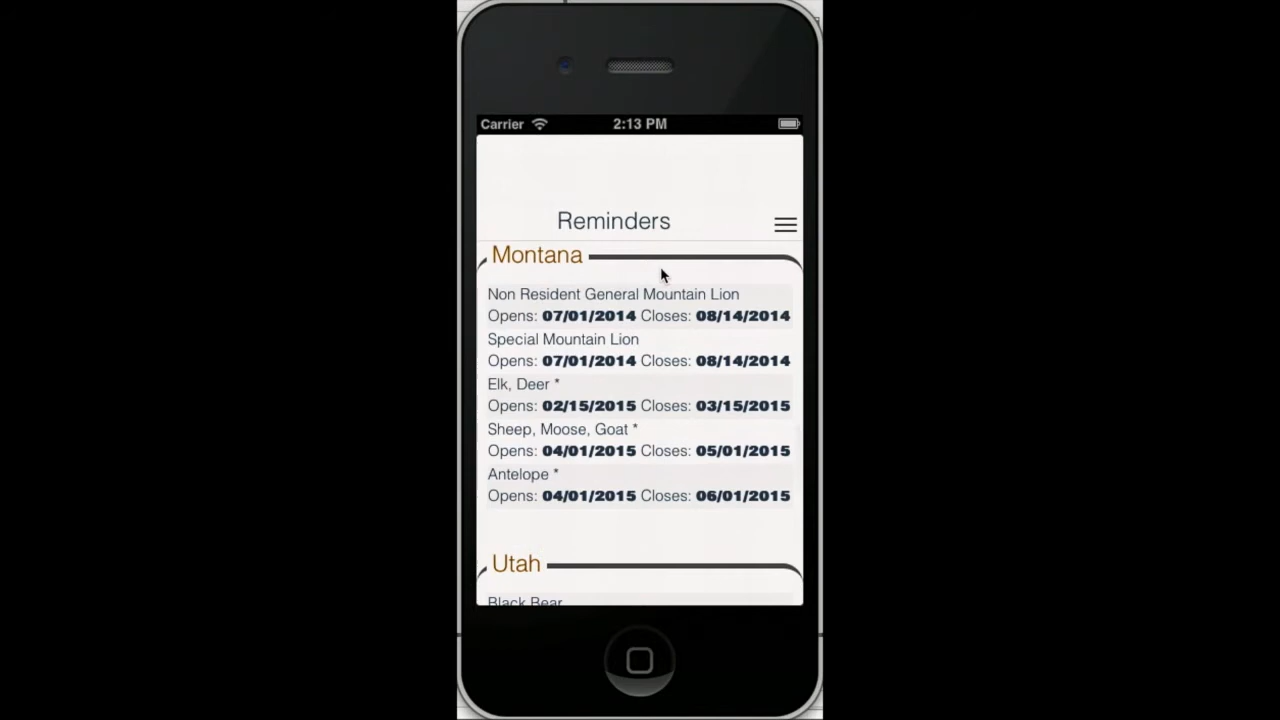 Carrier 2:13 PM
Reminders
Montana
Non Resident General Mountain Lion
Opens: 07/01/2014 Closes: 08/14/2014
Special Mountain Lion
Opens: 07/01/2014 Closes: 08/14/2014
Elk, Deer *
Opens: 02/15/2015 Closes: 03/15/2015
Sheep, Moose, Goat *
Opens: 04/01/2015 Closes: 05/01/2015
Antelope *
Opens: 04/01/2015 Closes: 06/01/2015
Utah
Black Bear